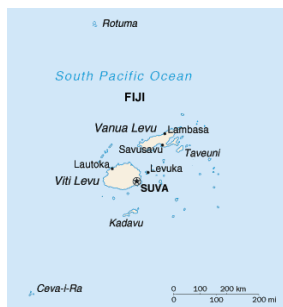 Rotuma
South Pacific Ocean
FIJI
Vanua Levu
Lambasa
Savusavu
Taveuni
Lautoka
Levuka
Viti Levu
SUVA
Kadavu
Ceva-i-Ra
0 100 200 km
0 100 200 mi